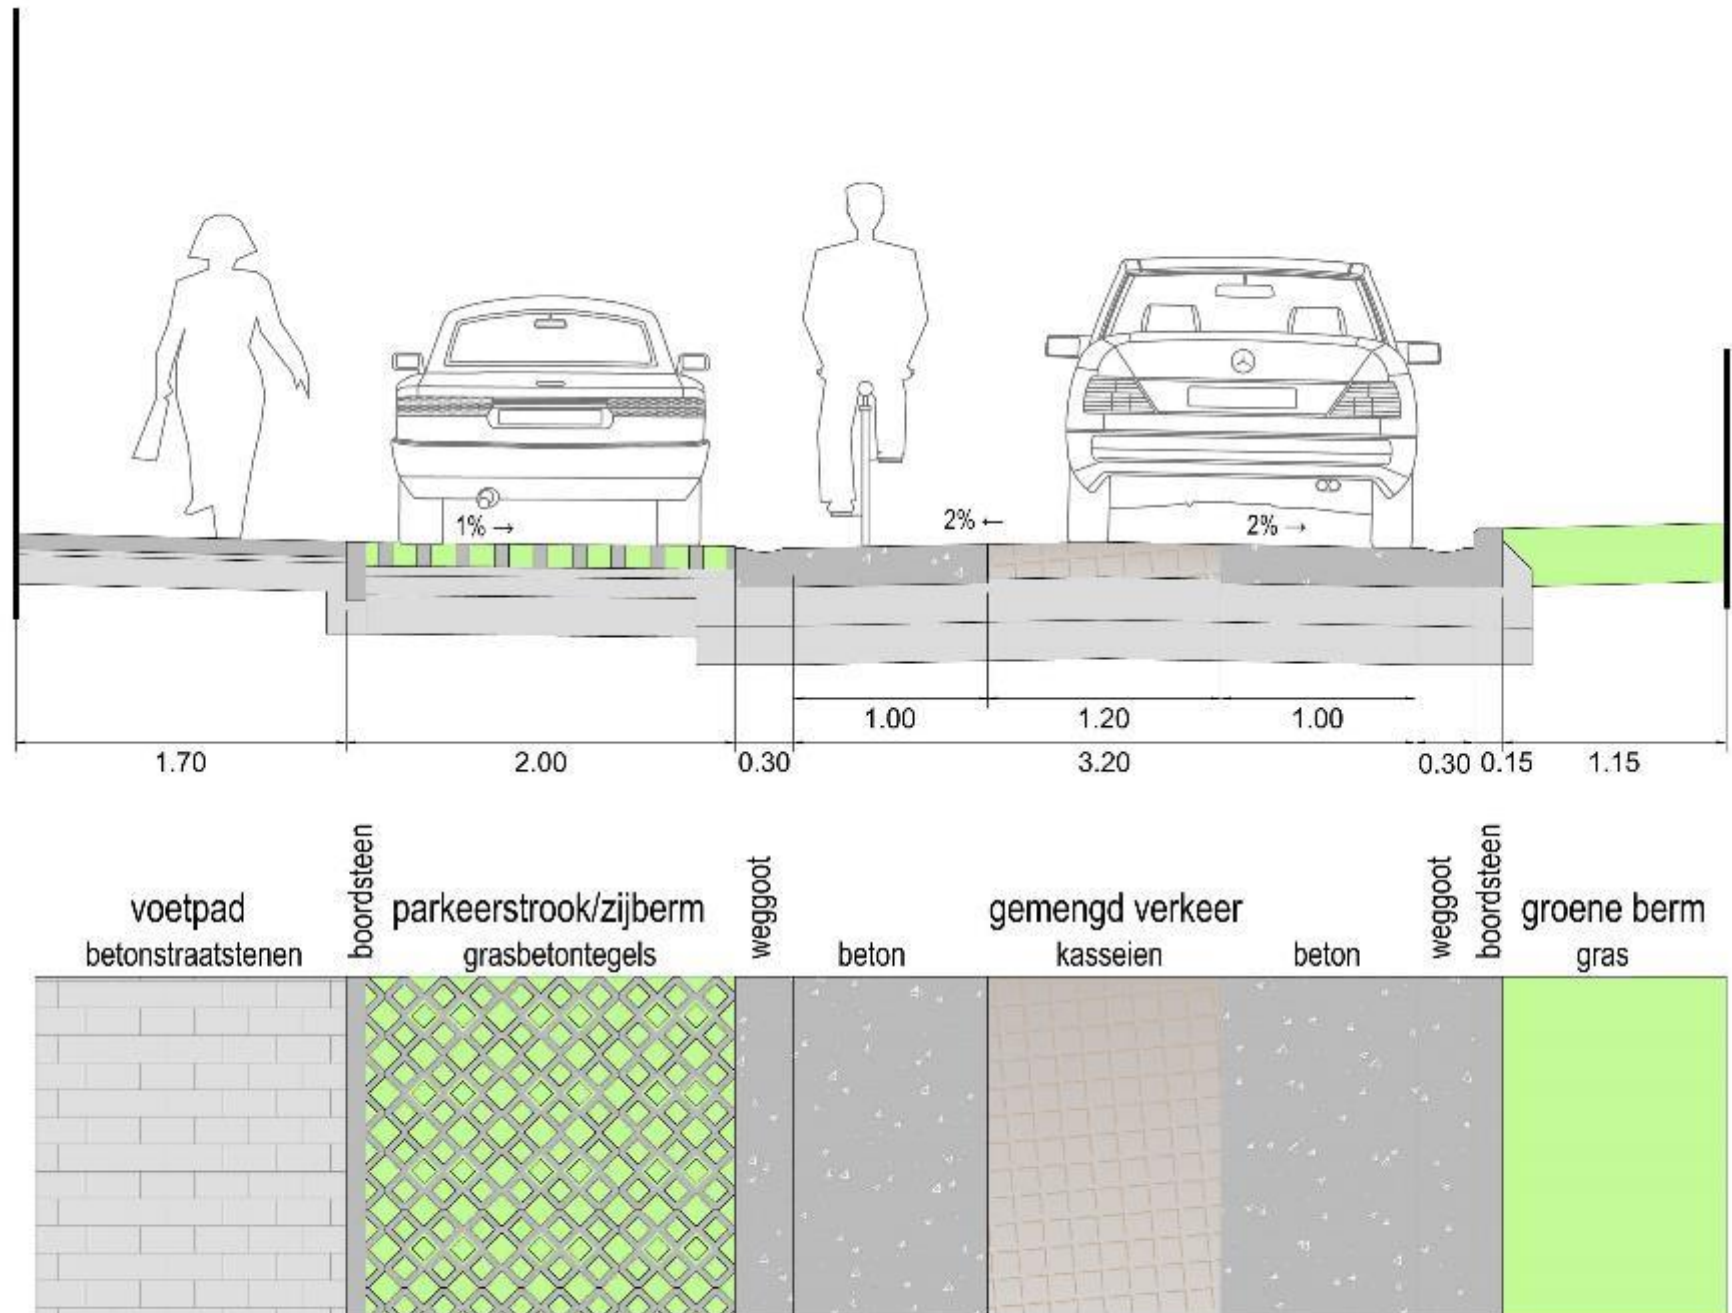 1% →
2% ←
2% →
1.00
1.20
1.00
1.70
2.00
0.30
3.20
0.30
0.15
1.15
voetpad
betonstraatstenen
boordsteen
parkeerstrook/zijberm
grasbetontegels
wegggoot
beton
gemengd verkeer
kasseien
beton
wegggoot
boordsteen
groene berm
gras